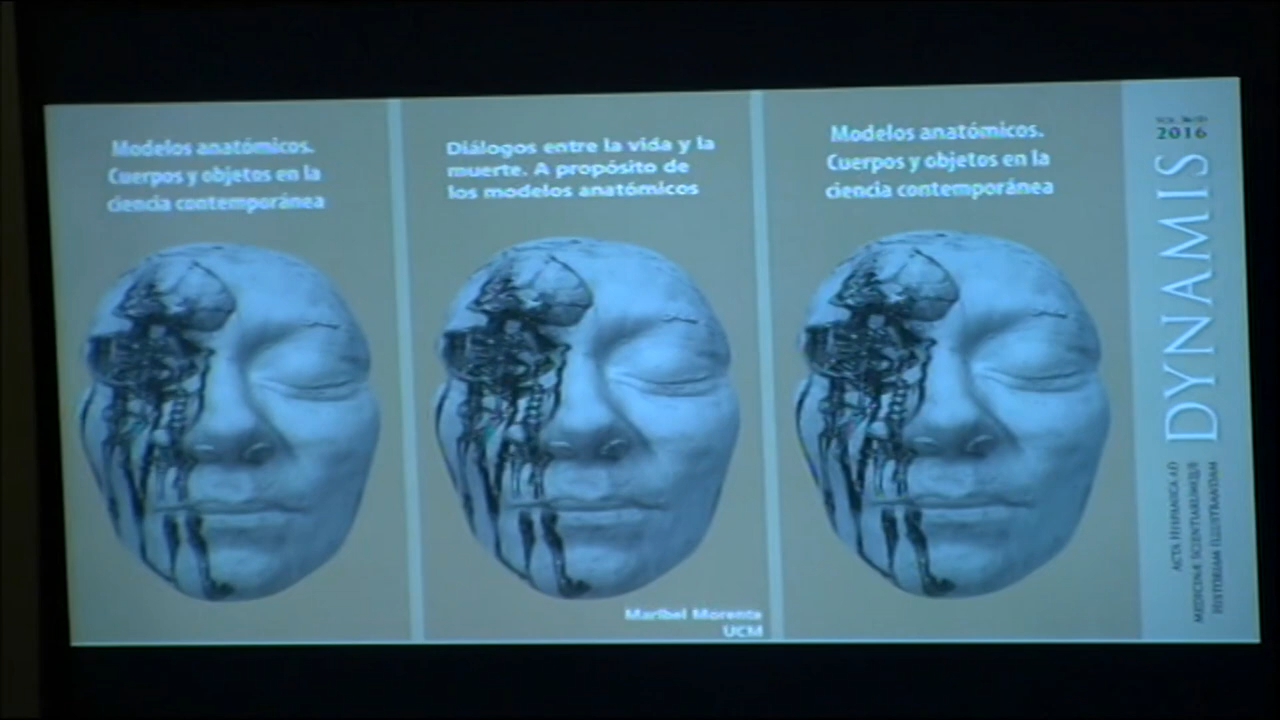 Modelos anatómicos.
Cuerpos y objetos en la
ciencia contemporánea
Diálogos entre la vida y la
muerte. A propósito de
los modelos anatómicos
Maribel Morente
UCM
Modelos anatómicos.
Cuerpos y objetos en la
ciencia contemporánea
2016
DYNAMIS
ACTA HISPANICA AD
MEDICINÆ SCIENTIARUMQUE
HISTORIAM ILLUSTRANDAM